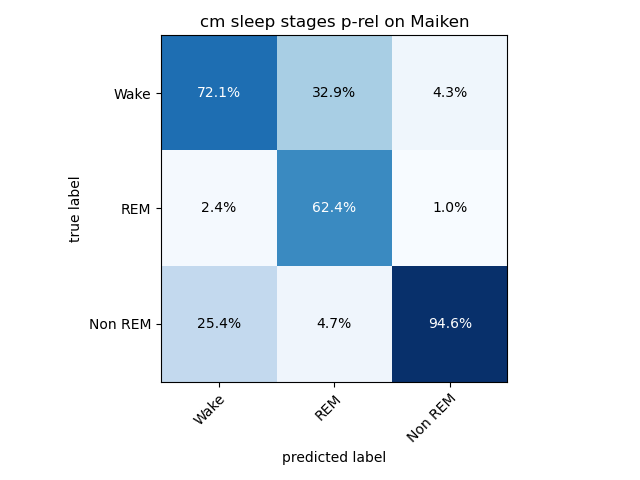 cm sleep stages p-rel on Maiken
Wake 72.1% 32.9% 4.3%
REM 2.4% 62.4% 1.0%
Non REM 25.4% 4.7% 94.6%
true label
Wake REM Non REM
predicted label